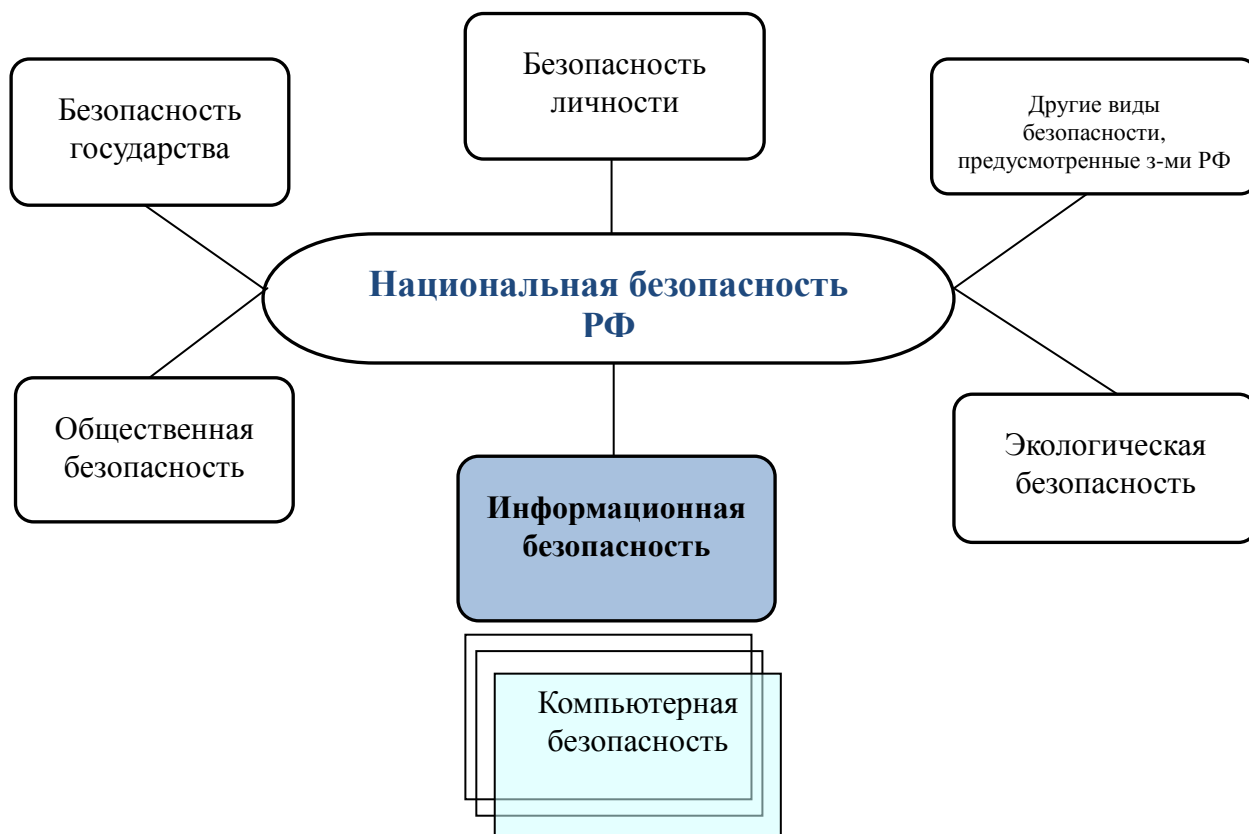 Безопасность
личности
Безопасность
государства
Другие виды
безопасности,
предусмотренные з-ми РФ
Национальная безопасность
РФ
Общественная
безопасность
Экологическая
безопасность
Информационная
безопасность
Компьютерная
безопасность